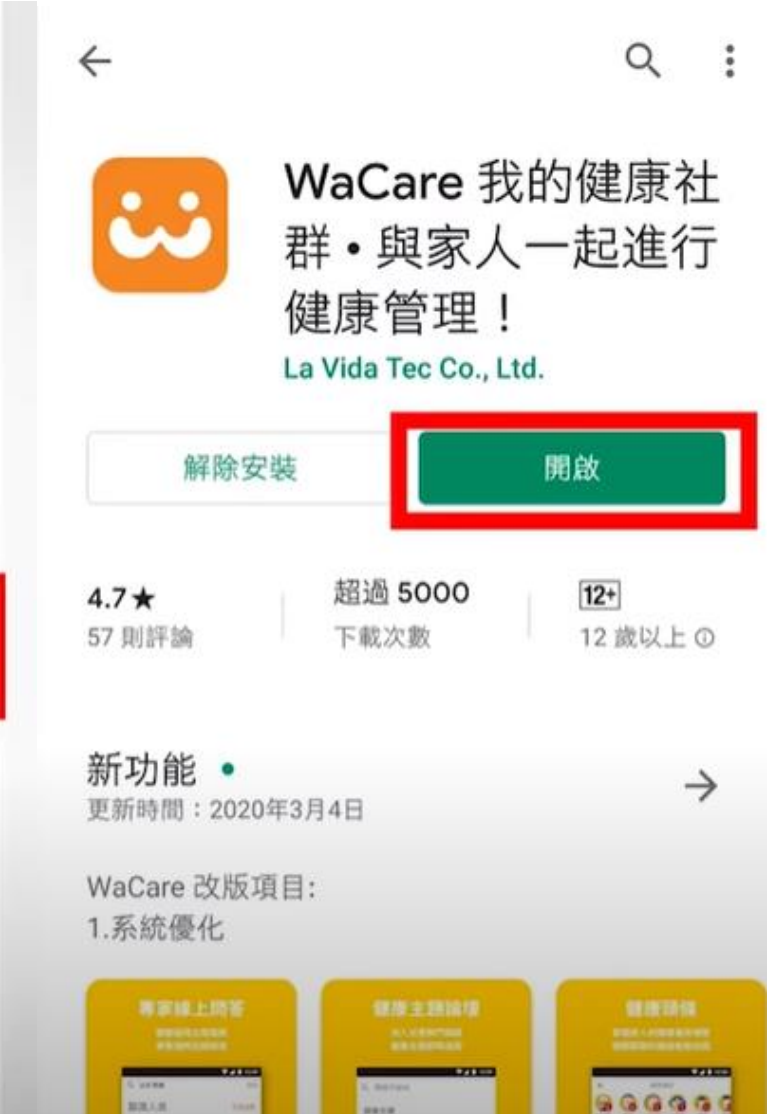 WaCare 我的健康社
群•與家人一起進行
健康管理！
La Vida Tec Co., Ltd.
解除安裝
開啟
4.7★
超過 5000
12+
57 則評論
下載次數
12 歲以上
新功能 •
更新時間：2020年3月4日
WaCare 改版項目:
1.系統優化
專家線上問答
健康主題論壇
健康頭條